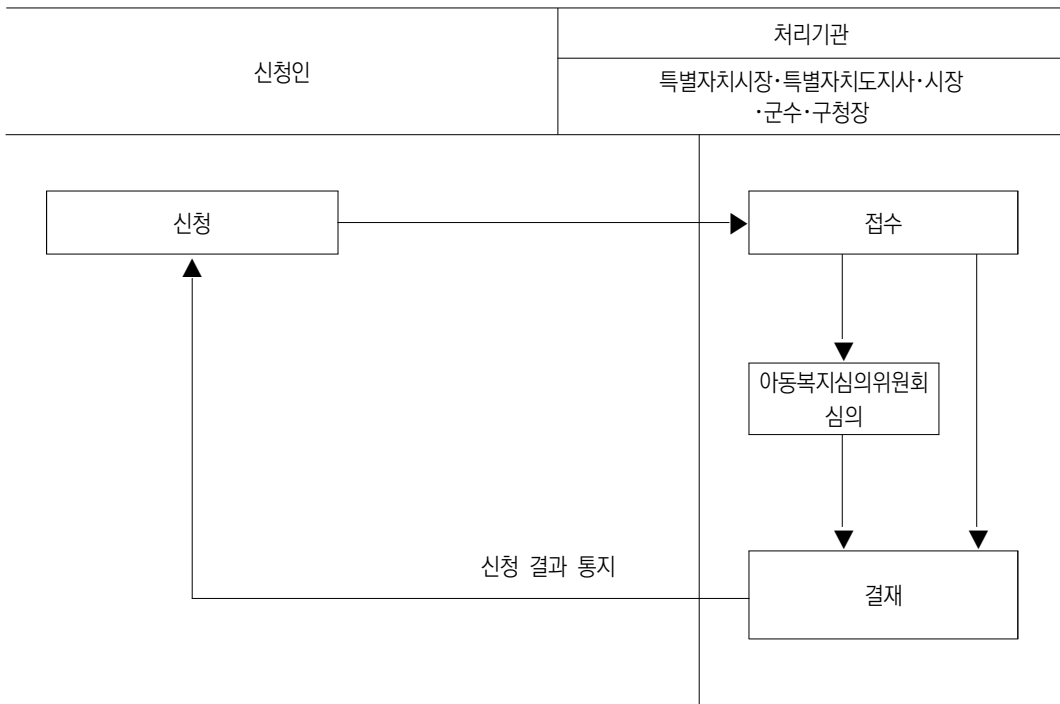 신청인
처리기관
특별자치시장·특별자치도지사·시장
·군수·구청장
신청
접수
아동복지심의위원회
심의
신청 결과 통지
결재